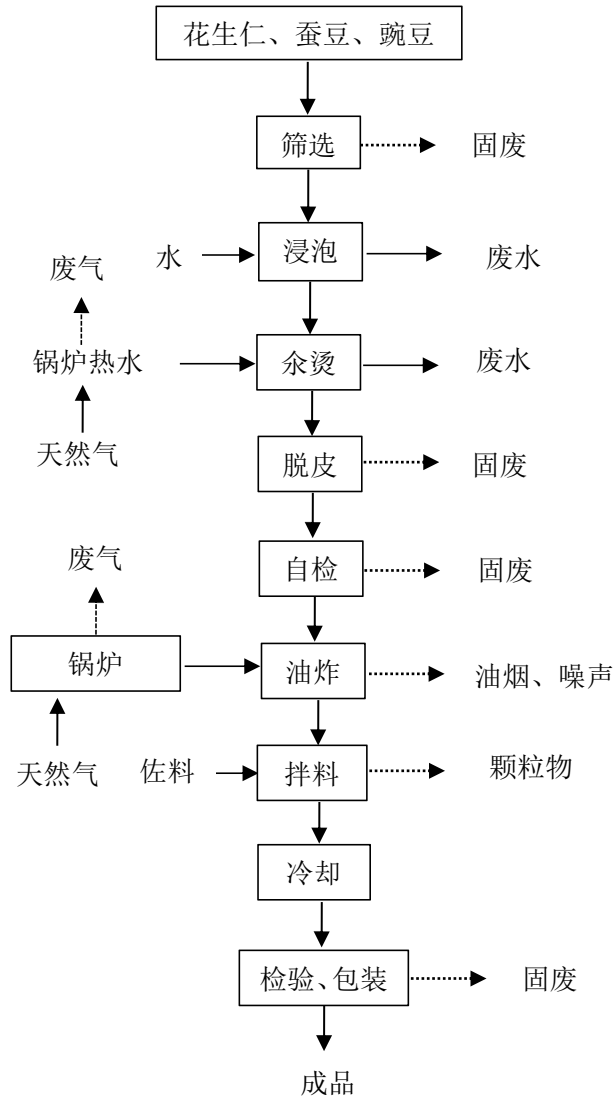 花生仁、蚕豆、豌豆
筛选
固废
水
浸泡
废水
废气
锅炉热水
汆烫
废水
天然气
脱皮
固废
自检
固废
废气
锅炉
油炸
油烟、噪声
天然气
佐料
拌料
颗粒物
冷却
检验、包装
固废
成品